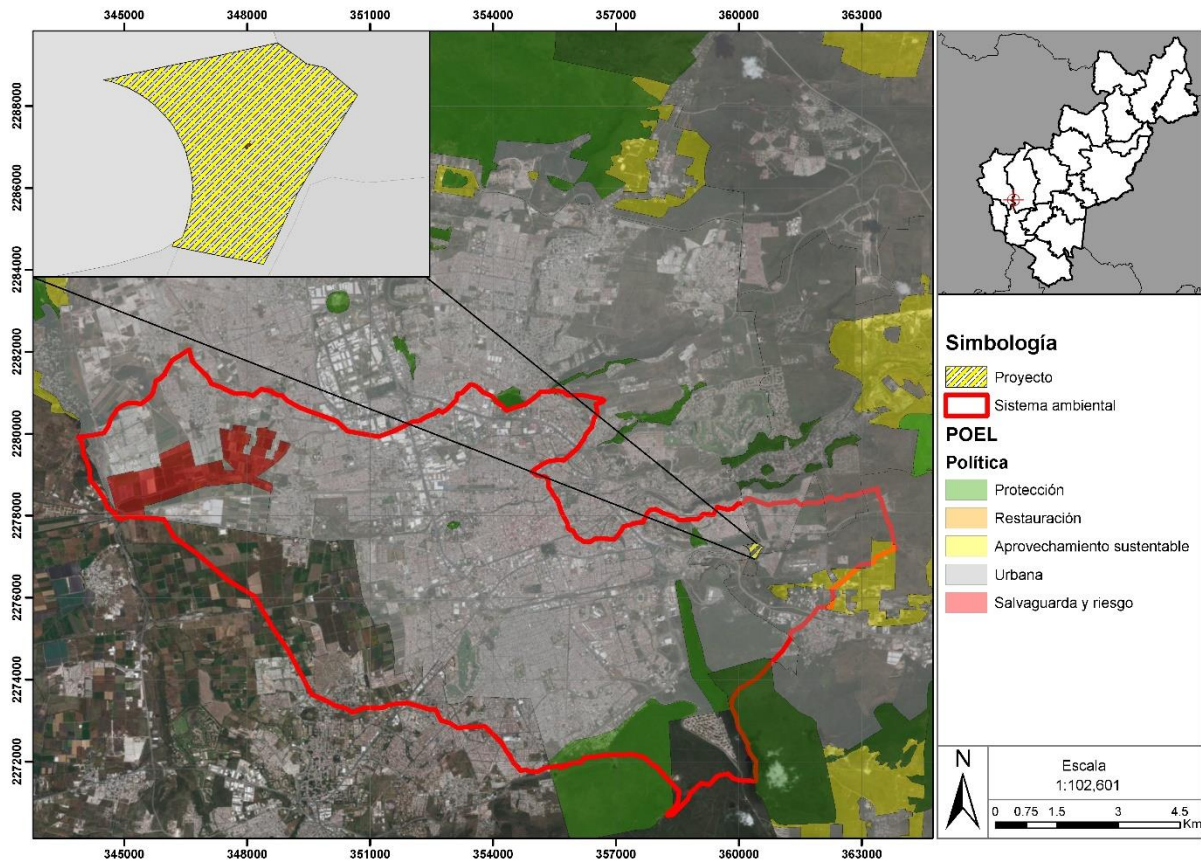 345000 348000 351000 354000 357000 360000 363000
2288000
2286000
2284000
2282000
2280000
2278000
2276000
2274000
2272000
345000 348000 351000 354000 357000 360000 363000
Simbología
Proyecto
Sistema ambiental
POEL
Política
Protección
Restauración
Aprovechamiento sustentable
Urbana
Salvaguarda y riesgo
N
Escala
1:102,601
0 0.75 1.5 3 4.5
Km